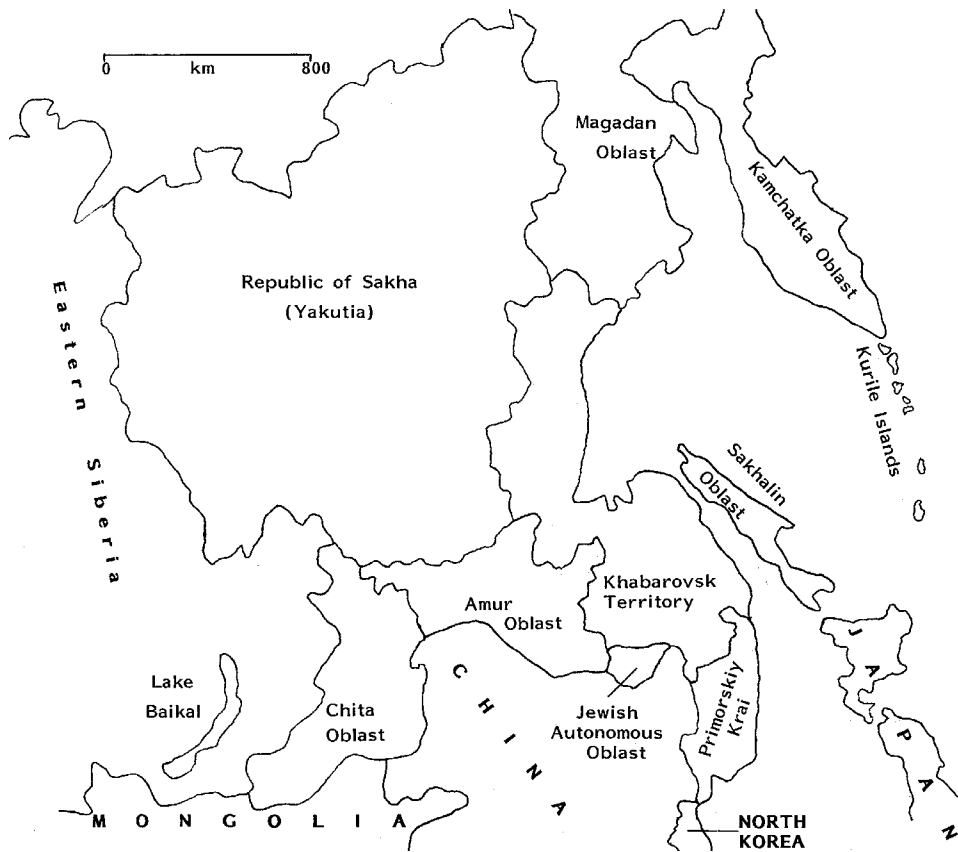 0 km 800
Magadan
Oblast
Kamchatka Oblast
Republic of Sakha
(Yakutia)
Eastern Siberia
Kurile Islands
Sakhalin
Oblast
Khabarovsk
Territory
Amur
Oblast
JAPAN
CHINA
Lake
Baikal
Chita
Oblast
Jewish
Autonomous
Oblast
Primorskiy
Krai
MONGOLIA
NORTH
KOREA